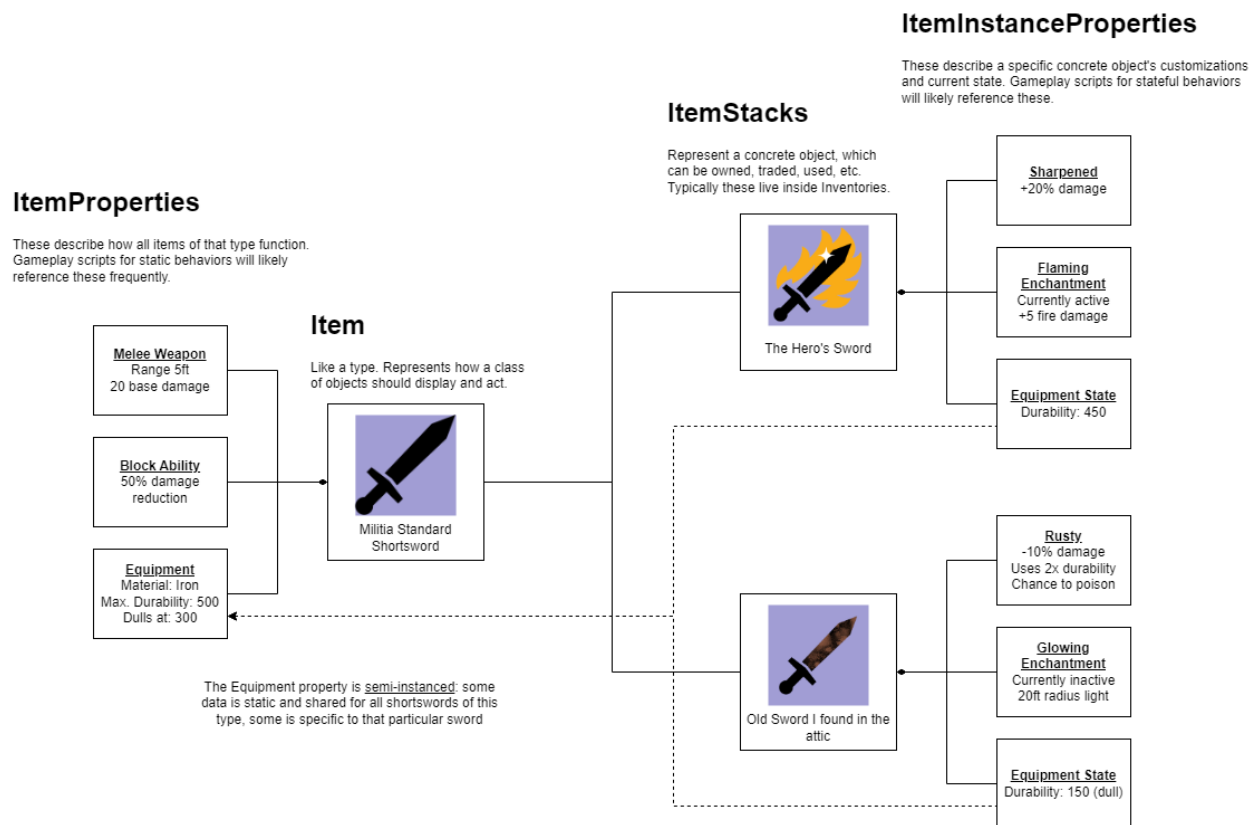 ItemInstanceProperties
These describe a specific concrete object's customizations
and current state. Gameplay scripts for stateful behaviors
will likely reference these.
ItemStacks
Represent a concrete object, which
can be owned, traded, used, etc.
Typically these live inside Inventories.
ItemProperties
These describe how all items of that type function.
Gameplay scripts for static behaviors will likely
reference these frequently.
Item
Like a type. Represents how a class
of objects should display and act.
Melee Weapon
Range 5ft
20 base damage
Block Ability
50% damage
reduction
Equipment
Material: Iron
Max. Durability: 500
Dulls at: 300
Militia Standard
Shortsword
The Equipment property is semi-instanced: some
data is static and shared for all shortswords of this
type, some is specific to that particular sword
The Hero's Sword
Sharpened
+20% damage
Flaming
Enchantment
Currently active
+5 fire damage
Equipment State
Durability: 450
Old Sword I found in the
attic
Rusty
-10% damage
Uses 2x durability
Chance to poison
Glowing
Enchantment
Currently inactive
20ft radius light
Equipment State
Durability: 150 (dull)